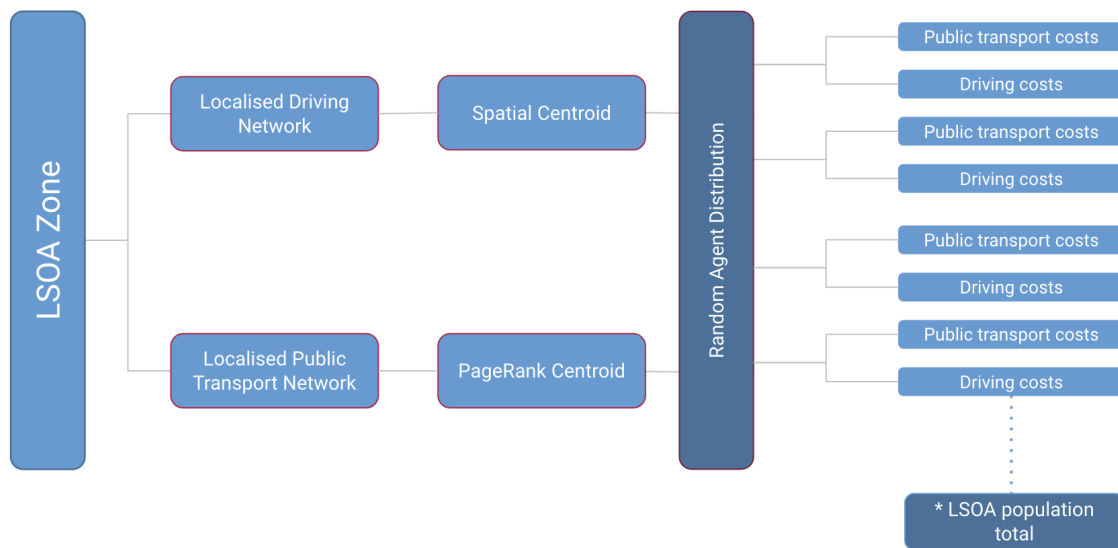 LSOA Zone
Localised Driving
Network
Spatial Centroid
Localised Public
Transport Network
PageRank Centroid
Random Agent Distribution
Public transport costs
Driving costs
Public transport costs
Driving costs
Public transport costs
Driving costs
Public transport costs
Driving costs
* LSOA population
total